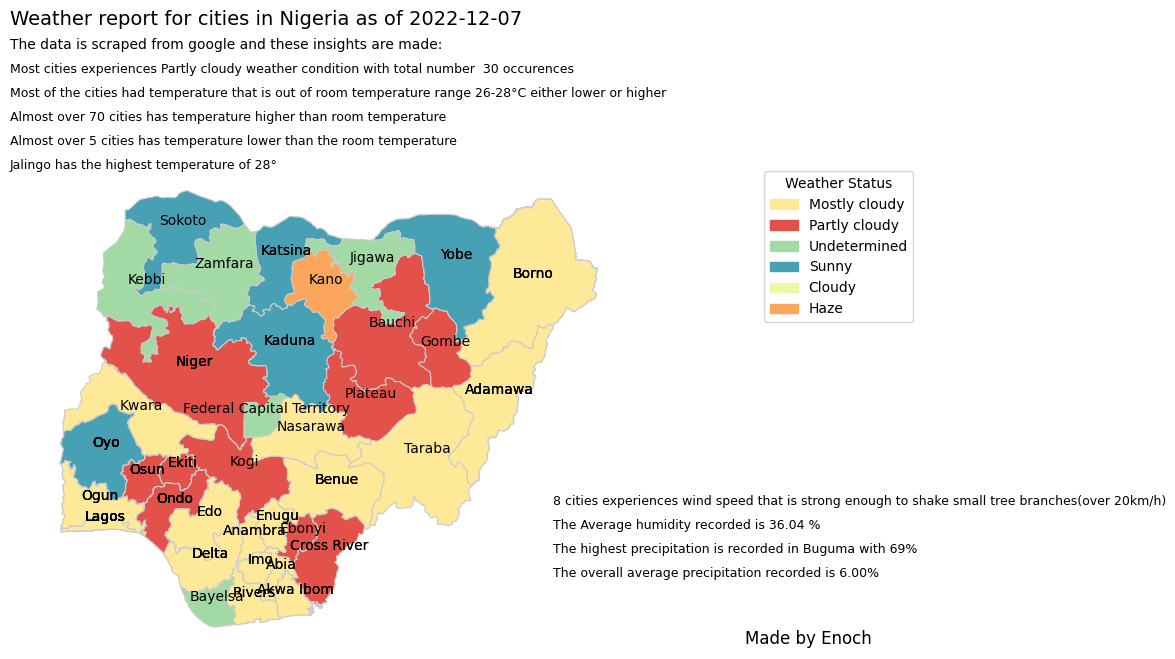 Weather report for cities in Nigeria as of 2022-12-07
The data is scraped from google and these insights are made:
Most cities experiences Partly cloudy weather condition with total number  30 occurences
Most of the cities had temperature that is out of room temperature range 26-28°C either lower or higher
Almost over 70 cities has temperature higher than room temperature
Almost over 5 cities has temperature lower than the room temperature
Jalingo has the highest temperature of 28°
Weather Status
Mostly cloudy
Partly cloudy
Undetermined
Sunny
Cloudy
Haze
Sokoto
Katsina
Yobe
Jigawa
Zamfara
Borno
Kebbi
Kano
Bauchi
Kaduna
Gombe
Niger
Adamawa
Plateau
Kwara
Federal Capital Territory
Nasarawa
Oyo
Taraba
Ekiti
Kogi
Osun
Benue
Ogun
Ondo
Edo
Lagos
Enugu
Anambra
Ebonyi
Cross River
Delta
Imo
Abia
Akwa Ibom
Rivers
Bayelsa
8 cities experiences wind speed that is strong enough to shake small tree branches(over 20km/h)
The Average humidity recorded is 36.04 %
The highest precipitation is recorded in Buguma with 69%
The overall average precipitation recorded is 6.00%
Made by Enoch